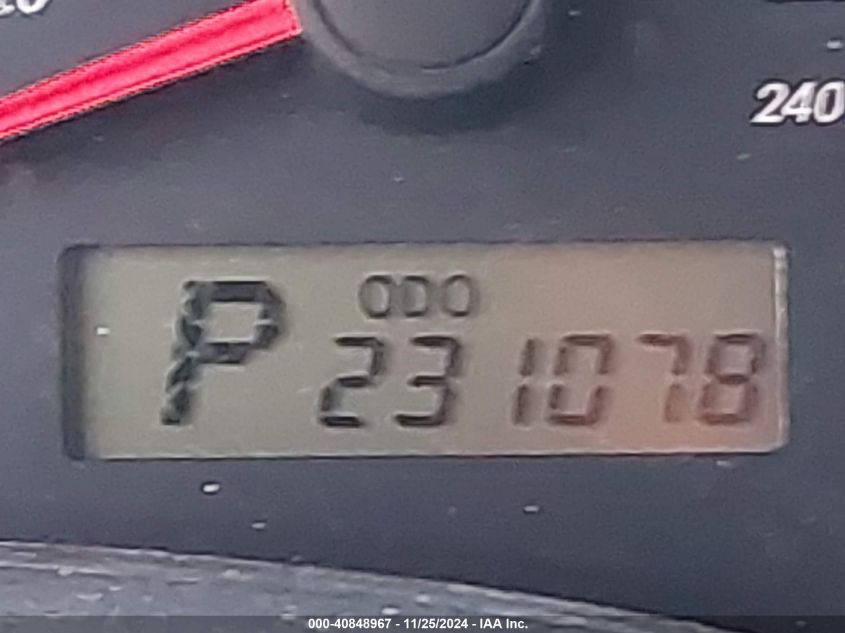 240
P
ODO
231078
000-40848967 - 11/25/2024 - IAA Inc.